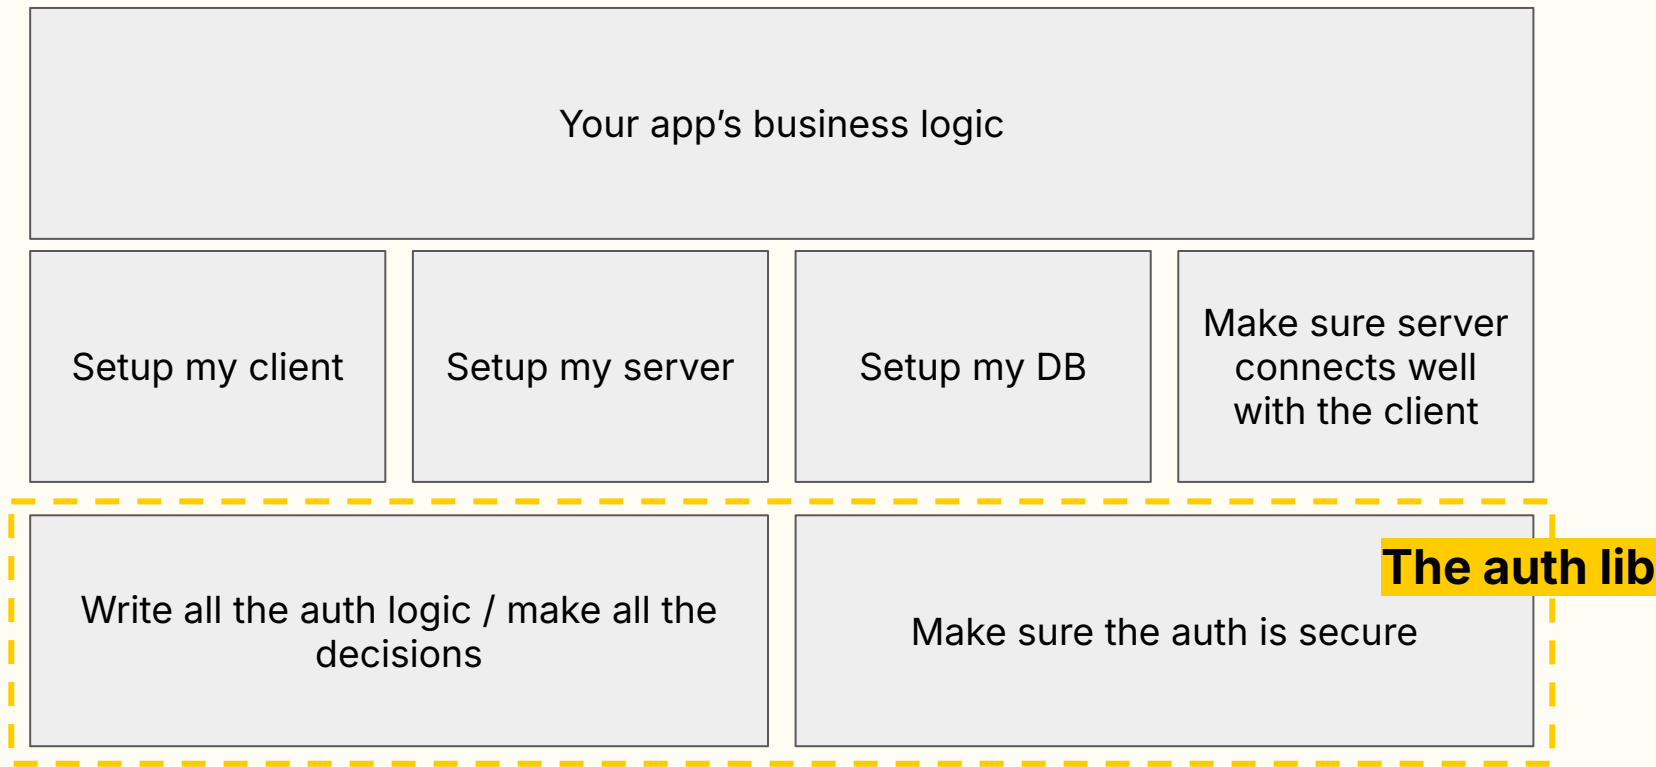 Your app’s business logic
Setup my client
Setup my server
Setup my DB
Make sure server
connects well
with the client
Write all the auth logic / make all the
decisions
Make sure the auth is secure
The auth lib